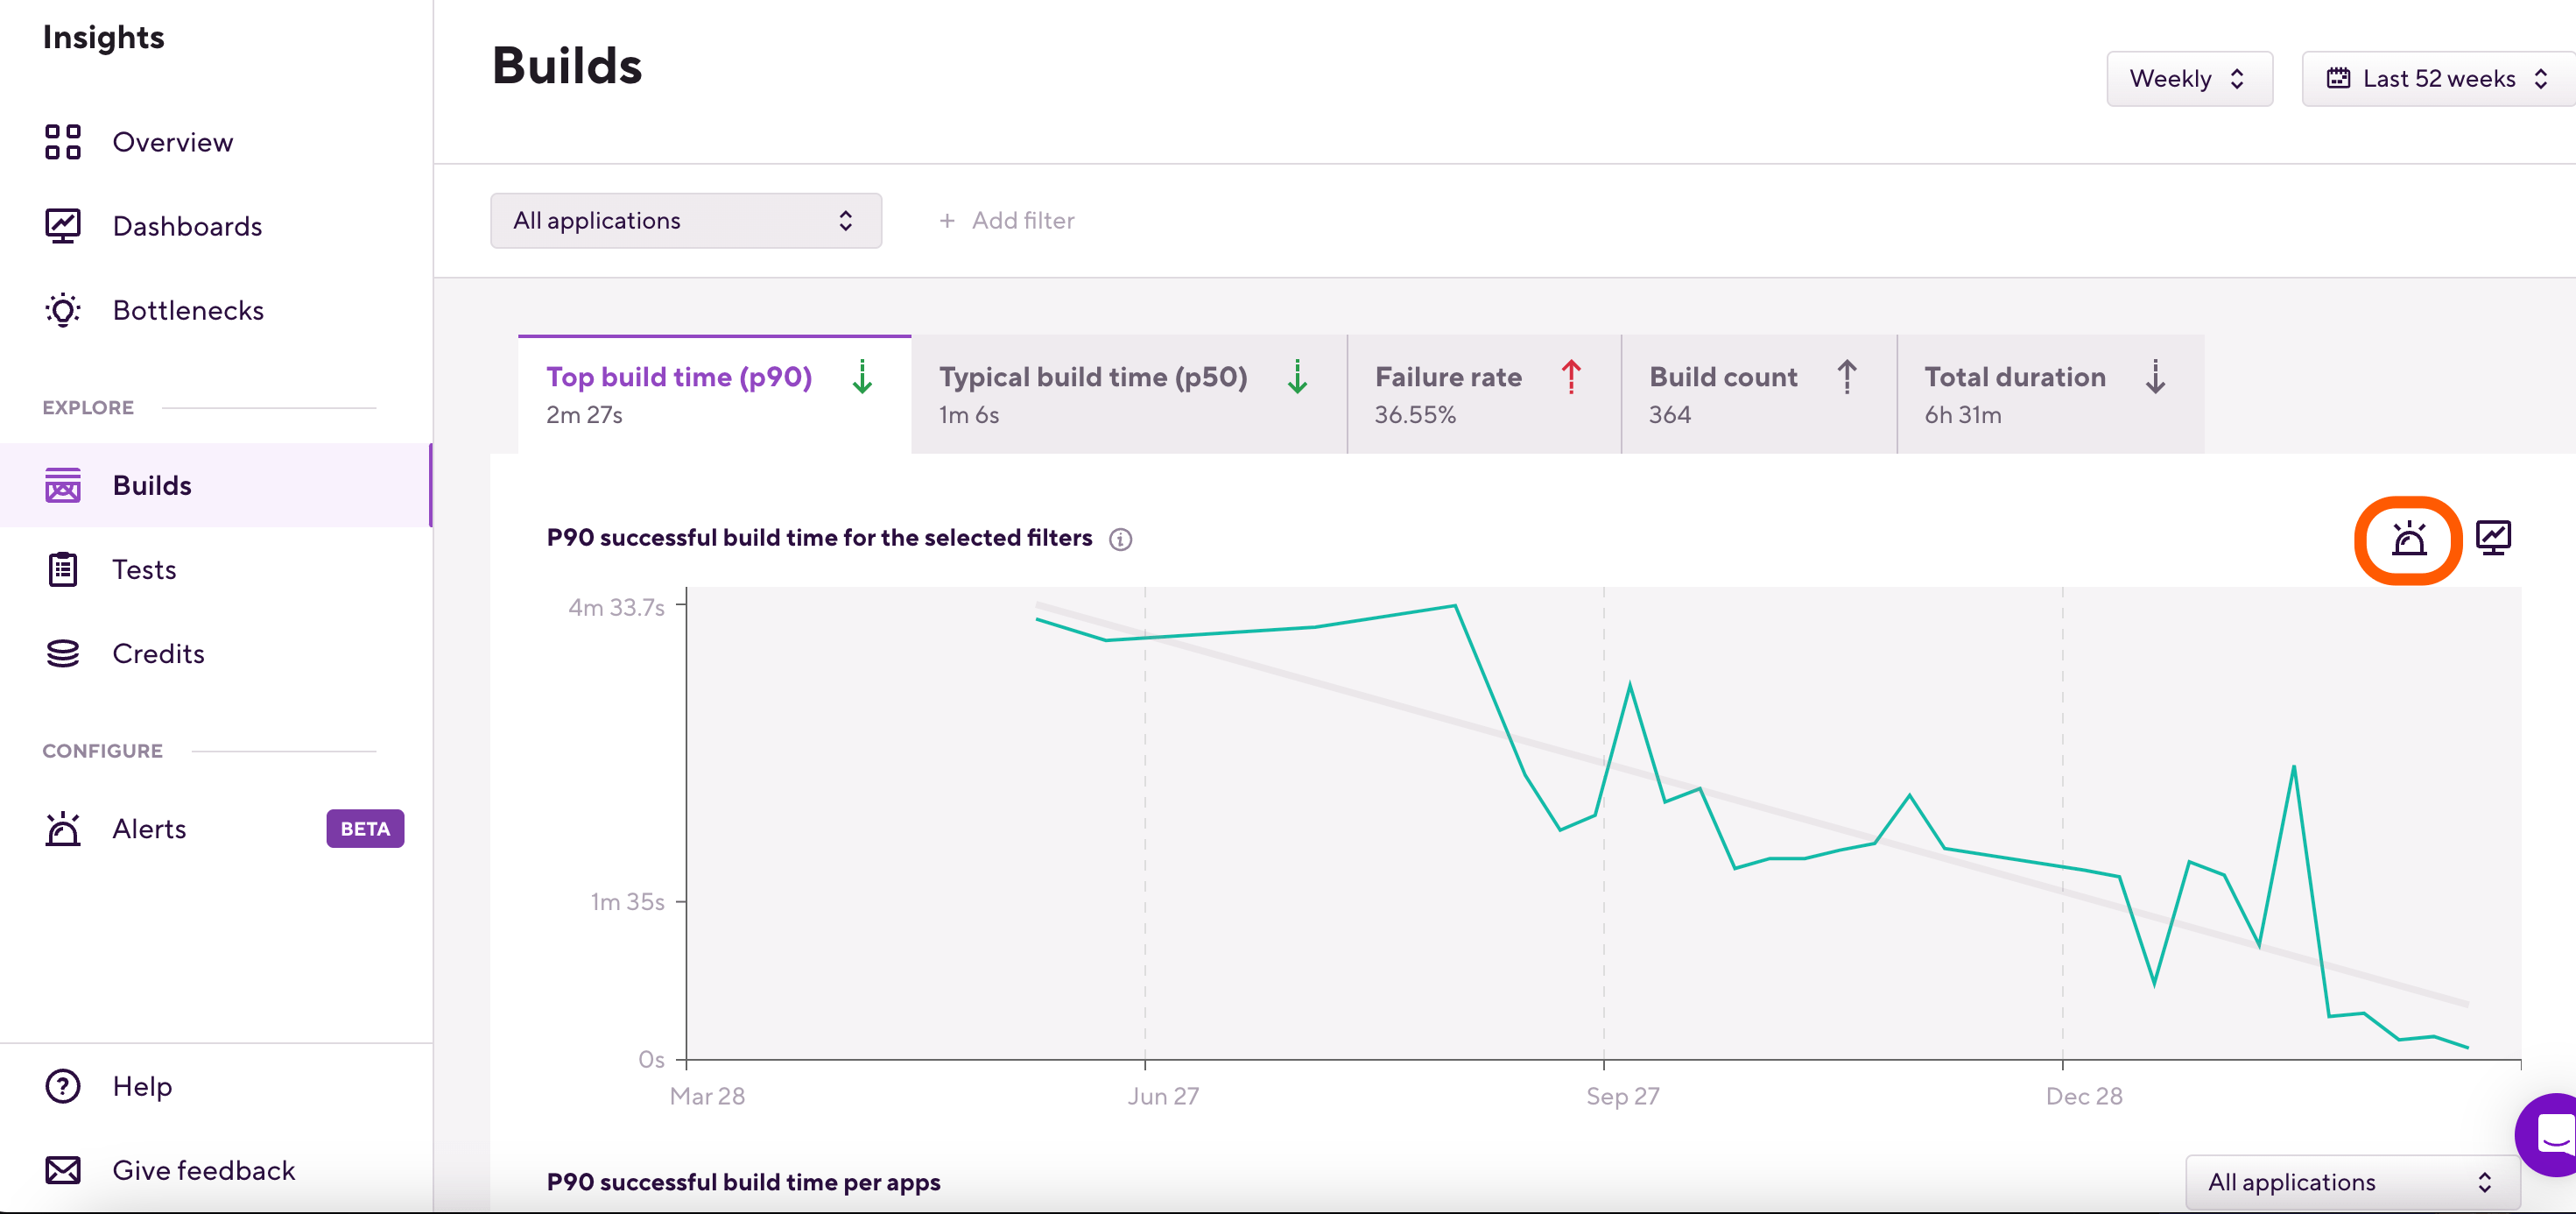 Insights
Overview
Dashboards
Bottlenecks
EXPLORE
Builds
Tests
Credits
CONFIGURE
Alerts
BETA
Help
Give feedback
Builds
Weekly
Last 52 weeks
All applications
+ Add filter
Top build time (p90)
2m 27s
Typical build time (p50)
1m 6s
Failure rate
36.55%
Build count
364
Total duration
6h 31m
P90 successful build time for the selected filters
4m 33.7s
1m 35s
0s
Mar 28
Jun 27
Sep 27
Dec 28
P90 successful build time per apps
All applications